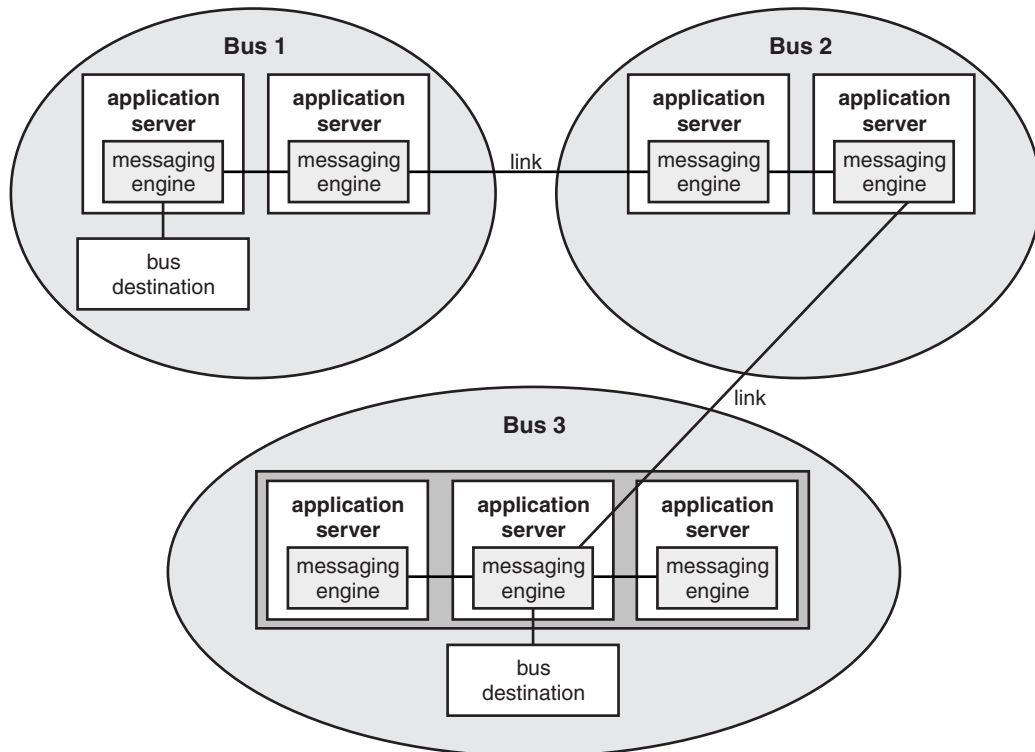 Bus 1
application
server
messaging
engine
application
server
messaging
engine
bus
destination
link
Bus 2
application
server
messaging
engine
application
server
messaging
engine
link
Bus 3
application
server
messaging
engine
application
server
messaging
engine
application
server
messaging
engine
bus
destination